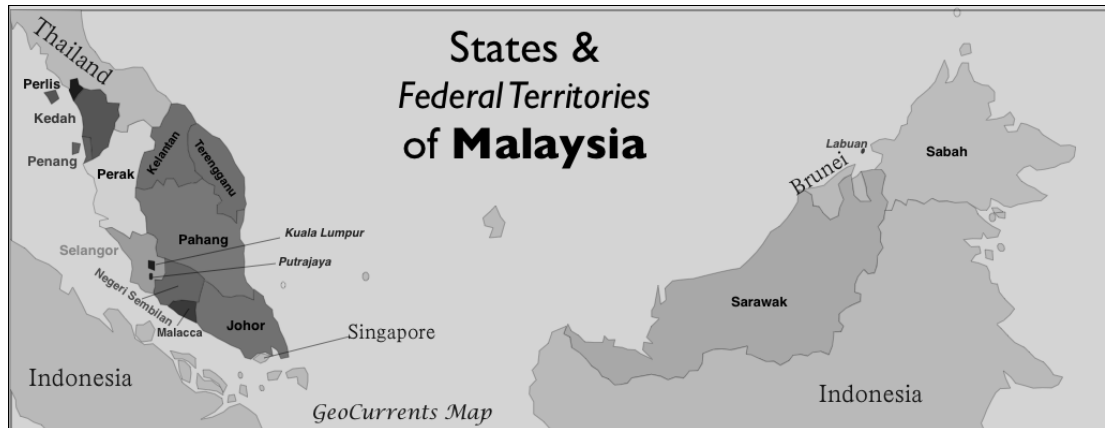 States &
Federal Territories
of Malaysia
Thailand
Perlis
Kedah
Penang
Perak
Kelantan
Terengganu
Pahang
Selangor
Kuala Lumpur
Putrajaya
Negeri Sembilan
Malacca
Johor
Singapore
Indonesia
GeoCurrents Map
Labuan
Brunei
Sabah
Sarawak
Indonesia